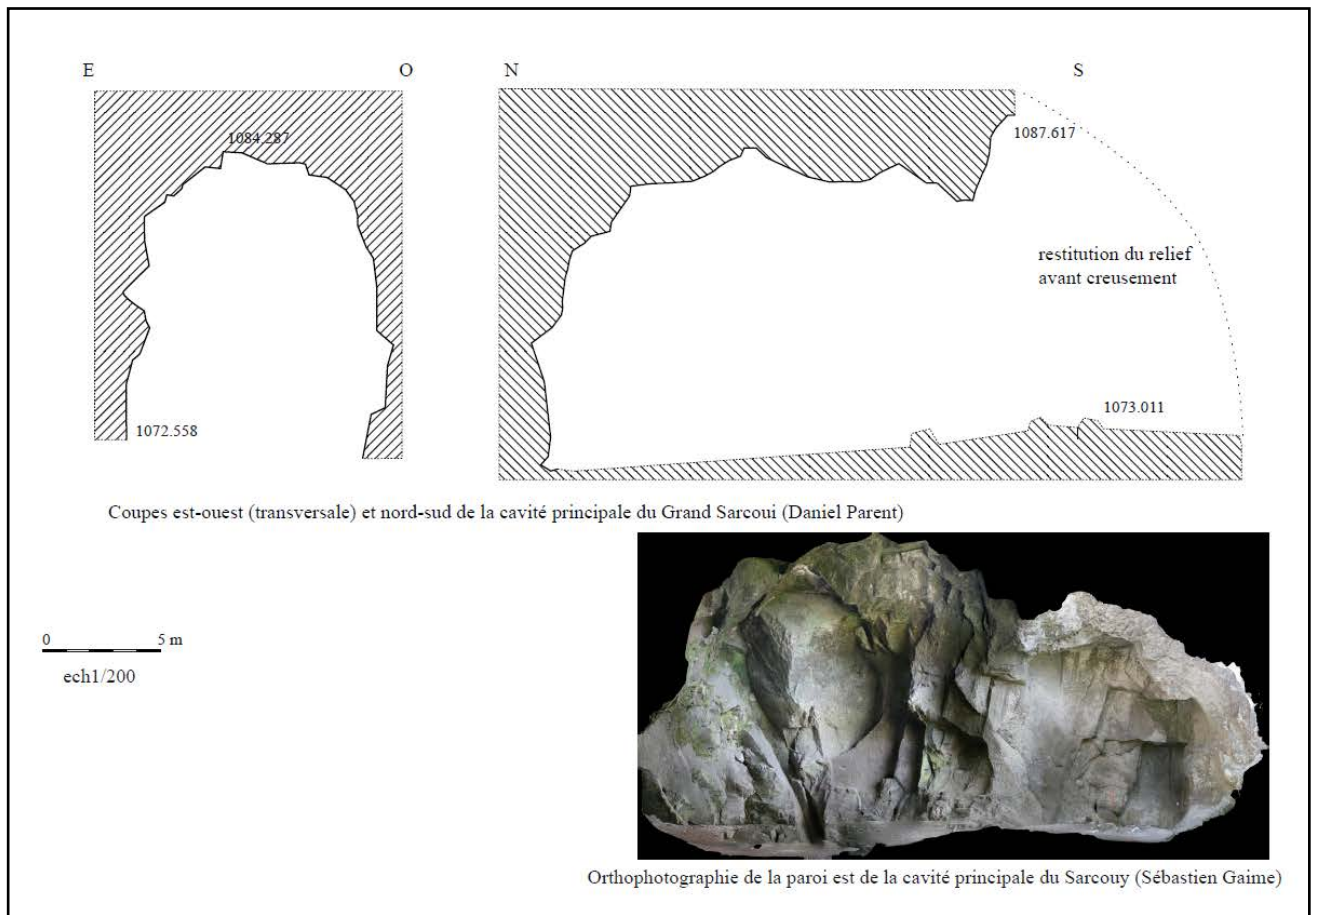 E
O
N
S
1084.287
1087.617
restitution du relief
avant creusement
1073.011
1072.558
Coupes est-ouest (transversale) et nord-sud de la cavité principale du Grand Sarcoui (Daniel Parent)
0
5 m
ech1/200
Orthophotographie de la paroi est de la cavité principale du Sarcouy (Sébastien Gaime)